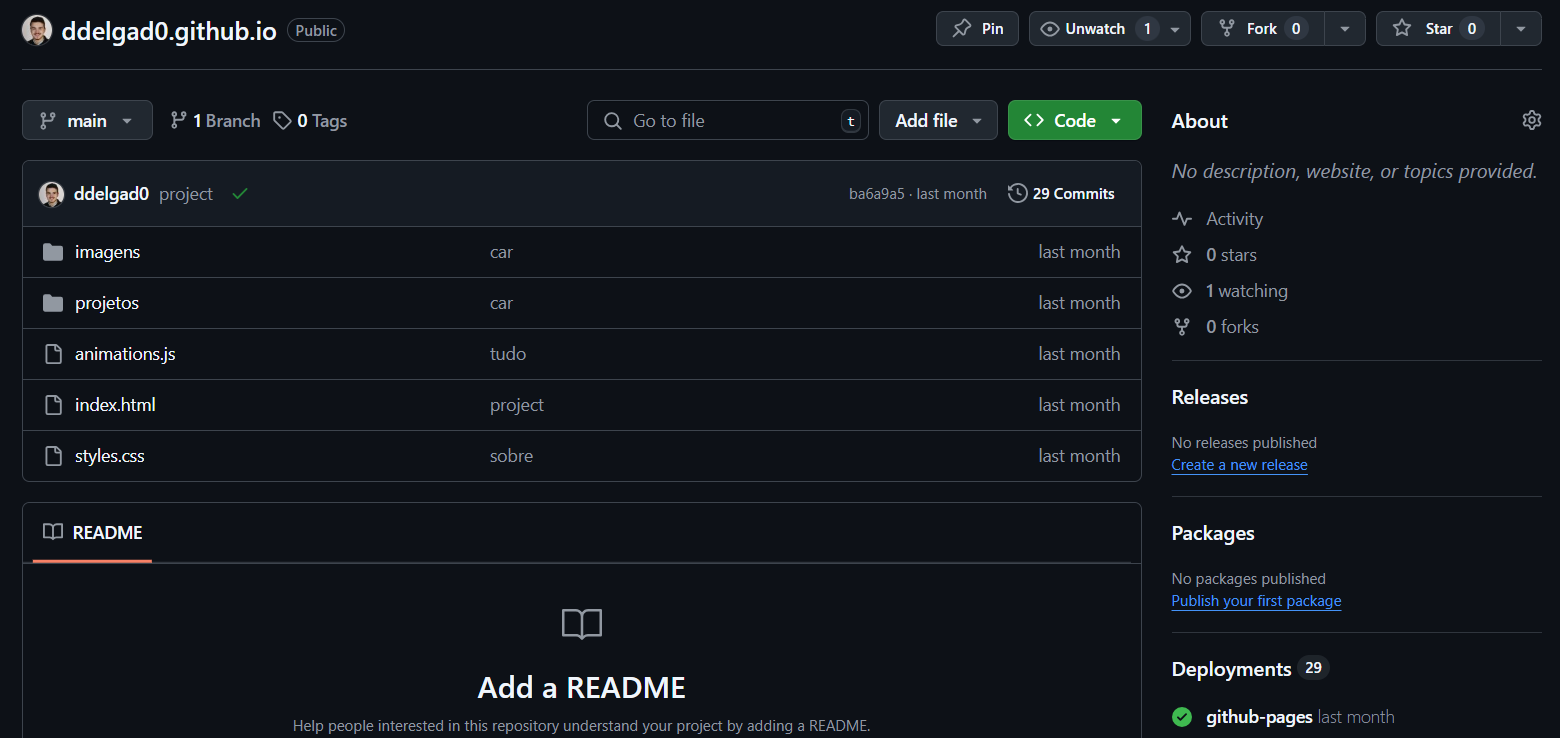 ddelgad0.github.io Public
Pin Unwatch 1 Fork 0 Star 0
main 1 Branch 0 Tags Go to file t Add file Code
ddelgad0 project ba6a9a5 · last month 29 Commits
imagens car last month
projetos car last month
animations.js tudo last month
index.html project last month
styles.css sobre last month
README
Add a README
Help people interested in this repository understand your project by adding a README.
About
No description, website, or topics provided.
Activity
0 stars
1 watching
0 forks
Releases
No releases published
Create a new release
Packages
No packages published
Publish your first package
Deployments 29
github-pages last month